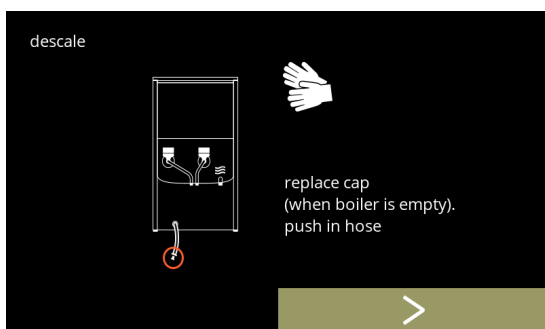 descale
replace cap
(when boiler is empty).
push in hose